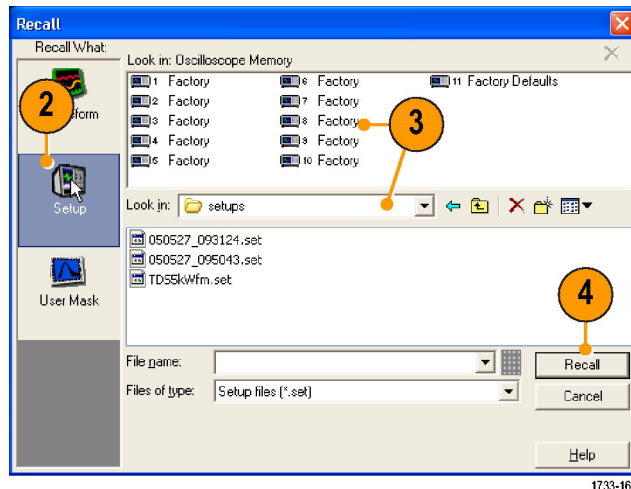 Recall
Recall What:
Look in: Oscilloscope Memory
1 Factory
6 Factory
11 Factory Defaults
2 Factory
7 Factory
3 Factory
8 Factory
4 Factory
9 Factory
5 Factory
10 Factory
2
form
3
Setup
Look in: setups
050527_093124.set
050527_095043.set
TDS5kWfm.set
User Mask
4
File name:
Recall
Files of type: Setup files (*.set)
Cancel
Help
1733-16